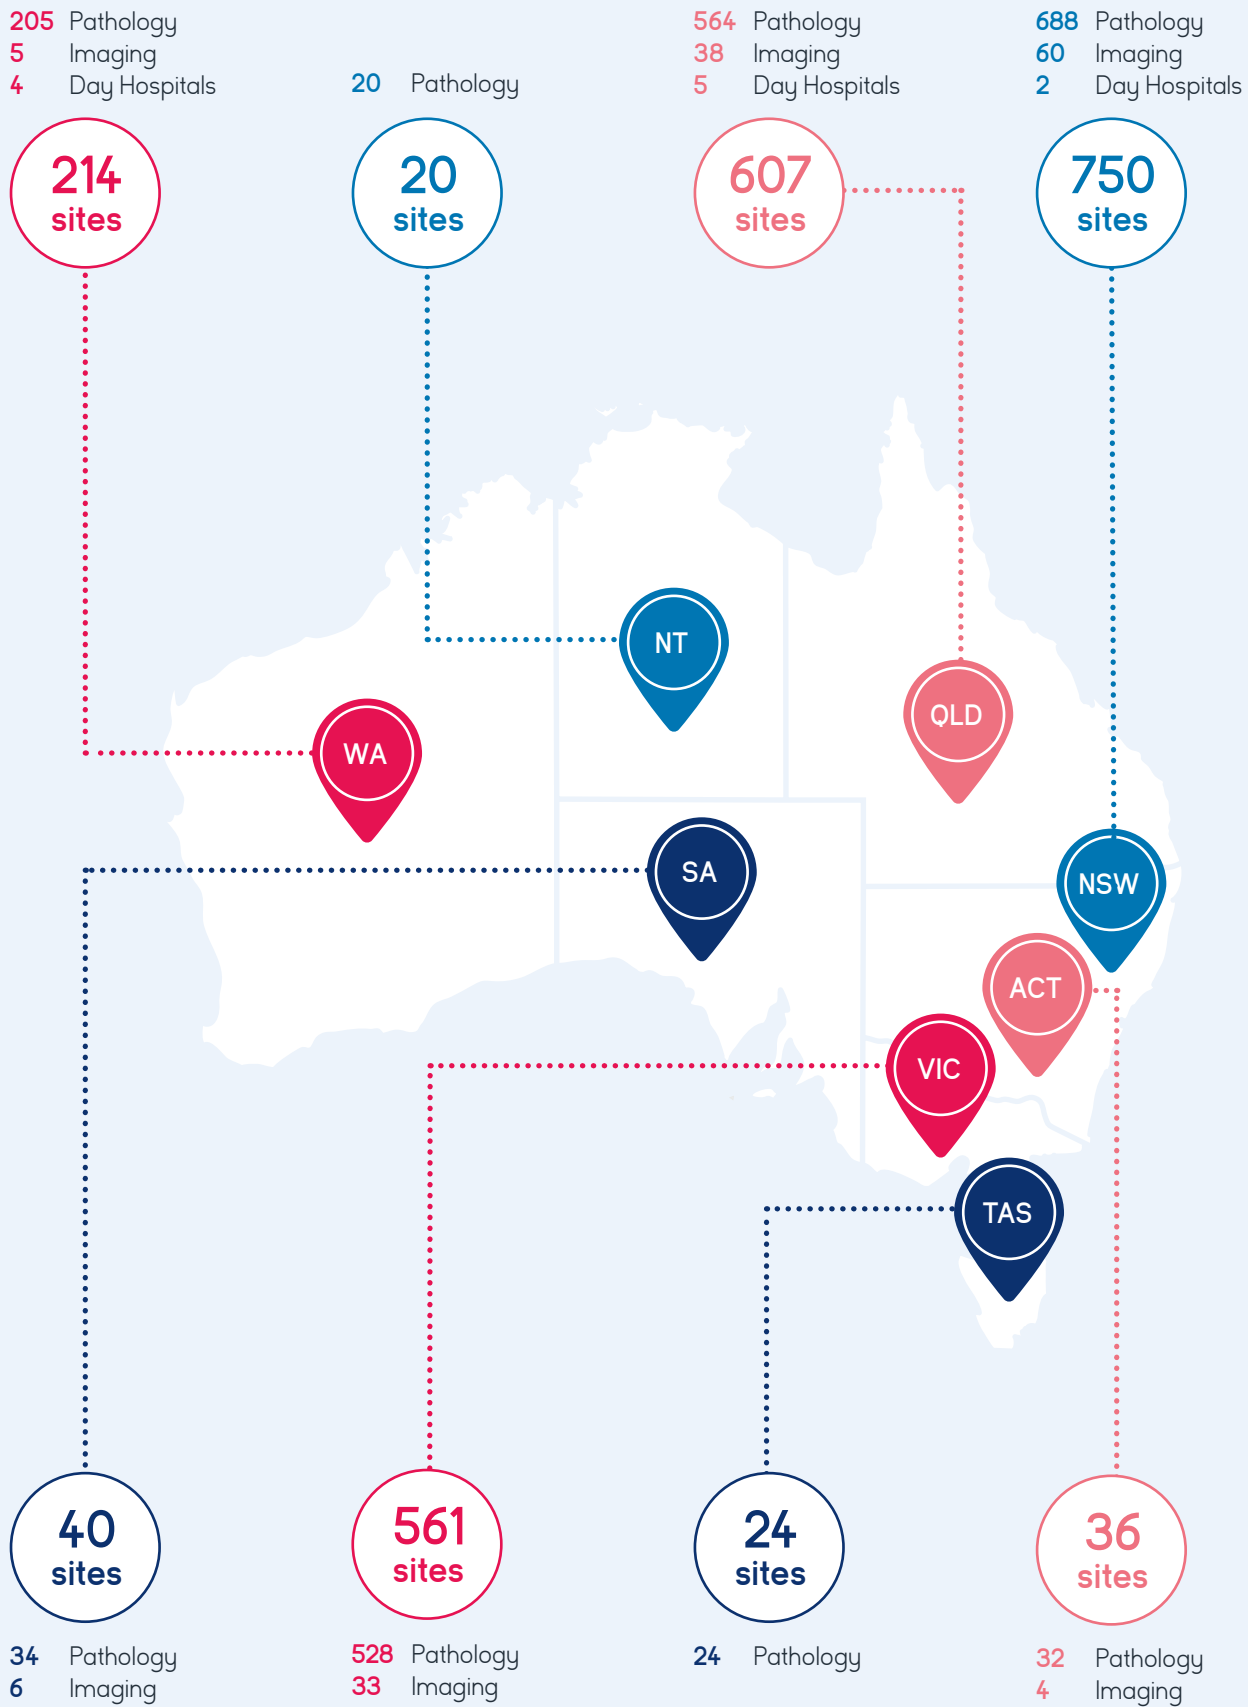 205 Pathology
5 Imaging
4 Day Hospitals
214
sites
20 Pathology
20
sites
564 Pathology
38 Imaging
5 Day Hospitals
607
sites
688 Pathology
60 Imaging
2 Day Hospitals
750
sites
NT
QLD
WA
SA
NSW
ACT
VIC
TAS
40
sites
34 Pathology
6 Imaging
561
sites
528 Pathology
33 Imaging
24
sites
24 Pathology
36
sites
32 Pathology
4 Imaging